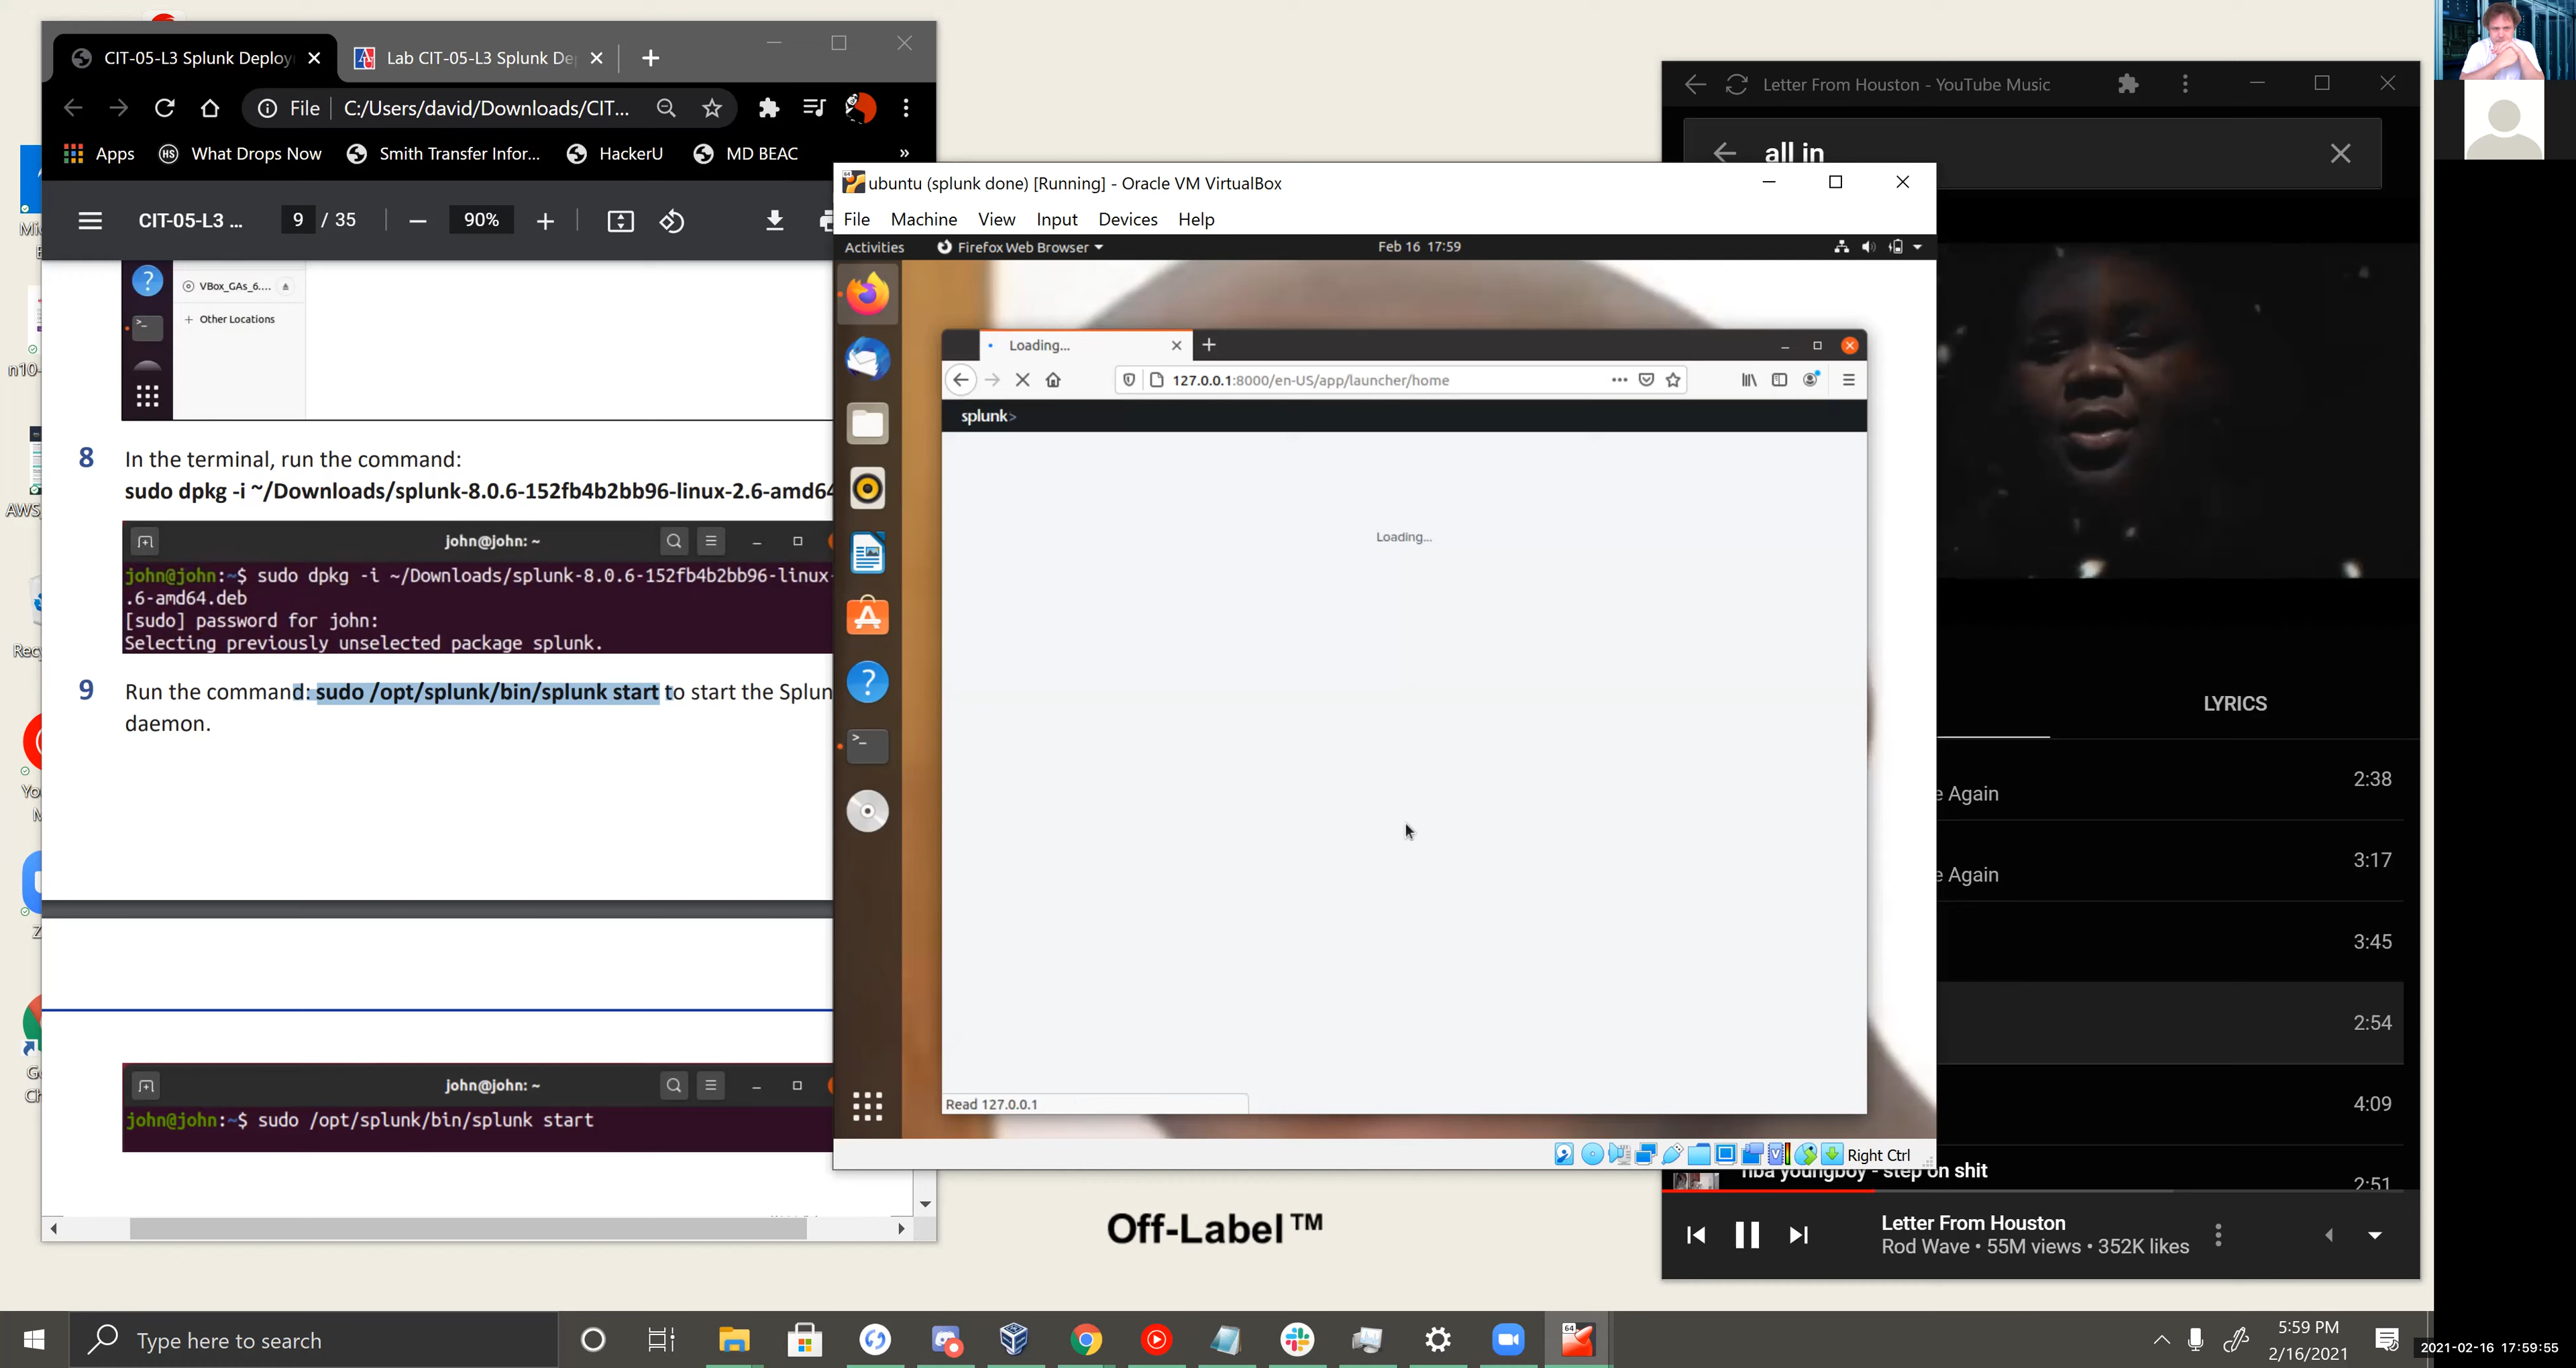 CIT-05-L3 Splunk Deploy
Lab CIT-05-L3 Splunk De
File
C:/Users/david/Downloads/CIT...
Apps
What Drops Now
Smith Transfer Infor...
HackerU
MD BEAC
»
CIT-05-L3 ...
9 / 35
90%
VBox_GAs_6....
Other Locations
8
In the terminal, run the command:
sudo dpkg -i ~/Downloads/splunk-8.0.6-152fb4b2bb96-linux-2.6-amd64
john@john: ~
john@john:~$ sudo dpkg -i ~/Downloads/splunk-8.0.6-152fb4b2bb96-linux-
.6-amd64.deb
[sudo] password for john:
Selecting previously unselected package splunk.
9
Run the command: sudo /opt/splunk/bin/splunk start to start the Splun
daemon.
john@john: ~
john@john:~$ sudo /opt/splunk/bin/splunk start
ubuntu (splunk done) [Running] - Oracle VM VirtualBox
File Machine View Input Devices Help
Activities
Firefox Web Browser
Feb 16 17:59
Loading...
127.0.0.1:8000/en-US/app/launcher/home
splunk>
Loading...
Read 127.0.0.1
Right Ctrl
Letter From Houston - YouTube Music
all in
LYRICS
2:38
e Again
3:17
e Again
3:45
2:54
4:09
nba youngboy - step on shit
2:51
Letter From Houston
Rod Wave • 55M views • 352K likes
Off-Label™
n10-
AWS
Recy
Type here to search
5:59 PM
2/16/2021
2021-02-16 17:59:55